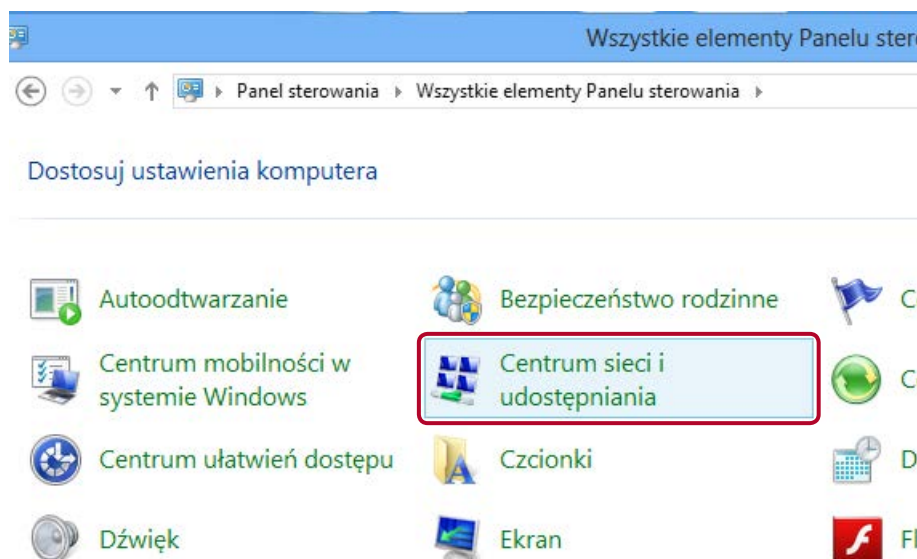 Wszystkie elementy Panelu
Panel sterowania Wszystkie elementy Panelu sterowania
Dostosuj ustawienia komputera
Autoodtwarzanie
Bezpieczeństwo rodzinne
Centrum mobilności w
systemie Windows
Centrum sieci i
udostępniania
Centrum ułatwień dostępu
Czcionki
Dźwięk
Ekran